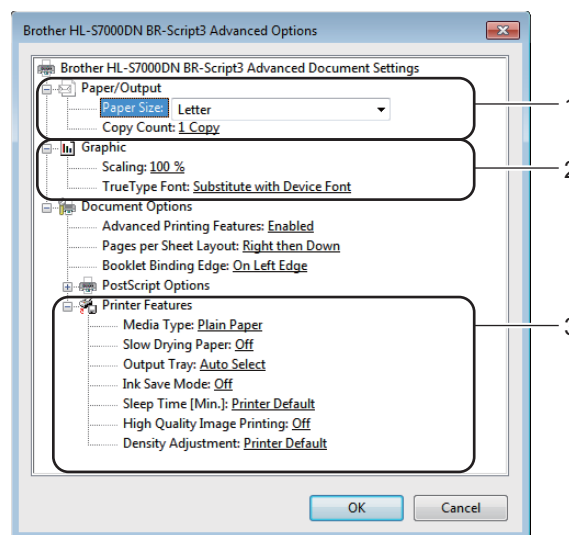 Brother HL-S7000DN BR-Script3 Advanced Options
Brother HL-S7000DN BR-Script3 Advanced Document Settings
Paper/Output
Paper Size: Letter
1
Copy Count: 1 Copy
Graphic
2
Scaling: 100 %
TrueType Font: Substitute with Device Font
Document Options
Advanced Printing Features: Enabled
Pages per Sheet Layout: Right then Down
Booklet Binding Edge: On Left Edge
PostScript Options
Printer Features
Media Type: Plain Paper
3
Slow Drying Paper: Off
Output Tray: Auto Select
Ink Save Mode: Off
Sleep Time [Min.]: Printer Default
High Quality Image Printing: Off
Density Adjustment: Printer Default
OK Cancel